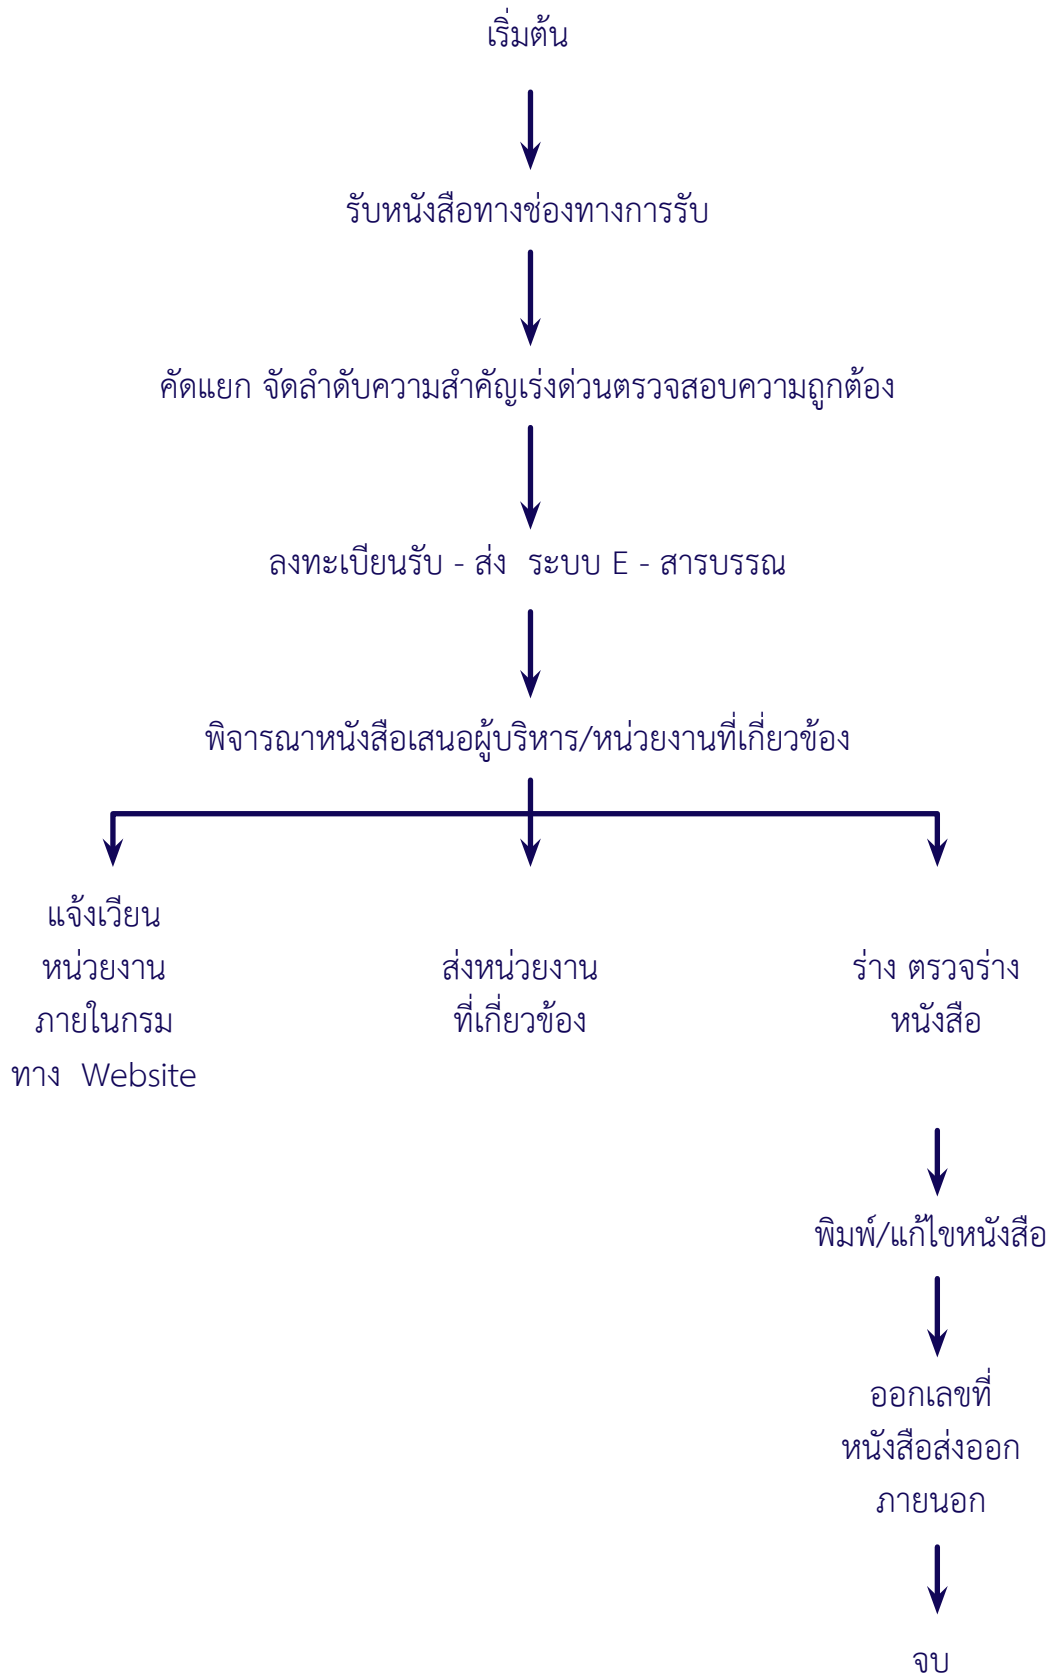 เริ่มต้น
รับหนังสือทางช่องทางการรับ
คัดแยก จัดลำดับความสำคัญเร่งด่วนตรวจสอบความถูกต้อง
ลงทะเบียนรับ - ส่ง ระบบ E - สารบรรณ
พิจารณาหนังสือเสนอผู้บริหาร/หน่วยงานที่เกี่ยวข้อง
แจ้งเวียน
หน่วยงาน
ภายในกรม
ทาง Website
ส่งหน่วยงาน
ที่เกี่ยวข้อง
ร่าง ตรวจร่าง
หนังสือ
พิมพ์/แก้ไขหนังสือ
ออกเลขที่
หนังสือส่งออก
ภายนอก
จบ